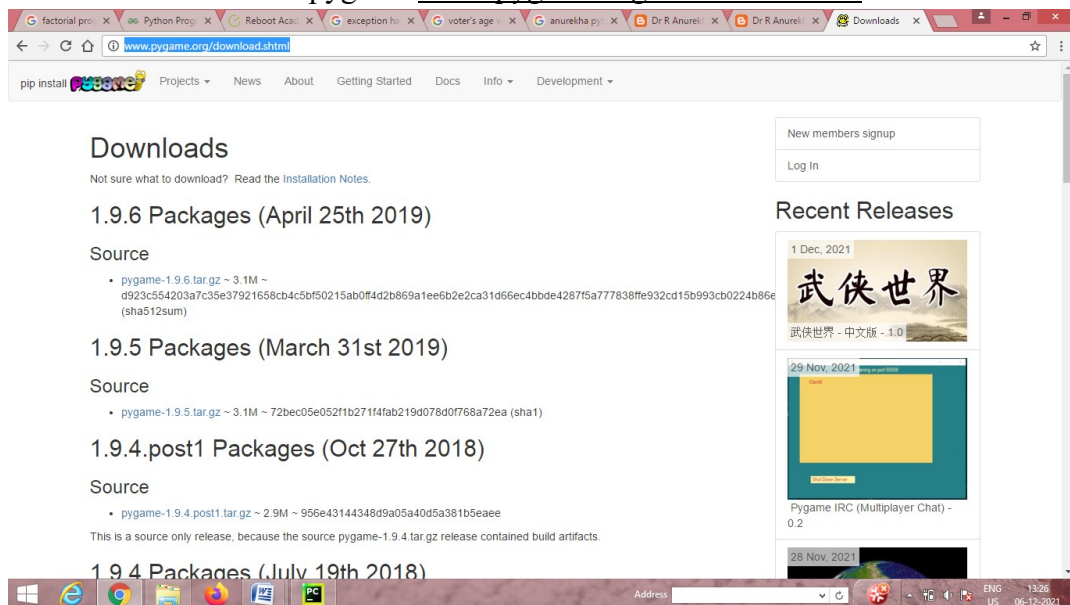 G factorial proc
Python Prog
Reboot Acad
G exception ha
G voter's age v
G anurekha py
Dr R Anurek
Dr R Anurek
Downloads
www.pygame.org/download.shtml
pip install pygame Projects News About Getting Started Docs Info Development
Downloads
Not sure what to download? Read the Installation Notes.
1.9.6 Packages (April 25th 2019)
Source
• pygame-1.9.6.tar.gz ~ 3.1M ~
d923c554203a7c35e37921658cb4c5bf50215ab0ff4d2b869a1ee6b2e2ca31d66ec4bbde4287f5a777838ffe932cd15b993cb0224b86e
(sha512sum)
1.9.5 Packages (March 31st 2019)
Source
• pygame-1.9.5.tar.gz ~ 3.1M ~ 72bec05e052f1b271f4fab219d078d0f768a72ea (sha1)
1.9.4.post1 Packages (Oct 27th 2018)
Source
• pygame-1.9.4.post1.tar.gz ~ 2.9M ~ 956e43144348d9a05a40d5a381b5eaee
This is a source only release, because the source pygame-1.9.4.tar.gz release contained build artifacts.
1.9.4 Packages (July 19th 2018)
New members signup
Log In
Recent Releases
1 Dec, 2021
武侠世界
武侠世界 - 中文版 - 1.0
29 Nov, 2021
Shut Down Server
Pygame IRC (Multiplayer Chat) -
0.2
28 Nov, 2021
Address
ENG
US
13:26
06-12-2021